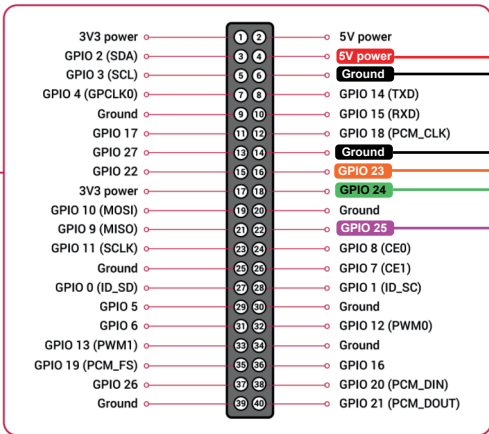 3V3 power 1 2 5V power
GPIO 2 (SDA) 3 4 5V power
GPIO 3 (SCL) 5 6 Ground
GPIO 4 (GPCLK0) 7 8 GPIO 14 (TXD)
Ground 9 10 GPIO 15 (RXD)
GPIO 17 11 12 GPIO 18 (PCM_CLK)
GPIO 27 13 14 Ground
GPIO 22 15 16 GPIO 23
3V3 power 17 18 GPIO 24
GPIO 10 (MOSI) 19 20 Ground
GPIO 9 (MISO) 21 22 GPIO 25
GPIO 11 (SCLK) 23 24 GPIO 8 (CE0)
Ground 25 26 GPIO 7 (CE1)
GPIO 0 (ID_SD) 27 28 GPIO 1 (ID_SC)
GPIO 5 29 30 Ground
GPIO 6 31 32 GPIO 12 (PWM0)
GPIO 13 (PWM1) 33 34 Ground
GPIO 19 (PCM_FS) 35 36 GPIO 16
GPIO 26 37 38 GPIO 20 (PCM_DIN)
Ground 39 40 GPIO 21 (PCM_DOUT)